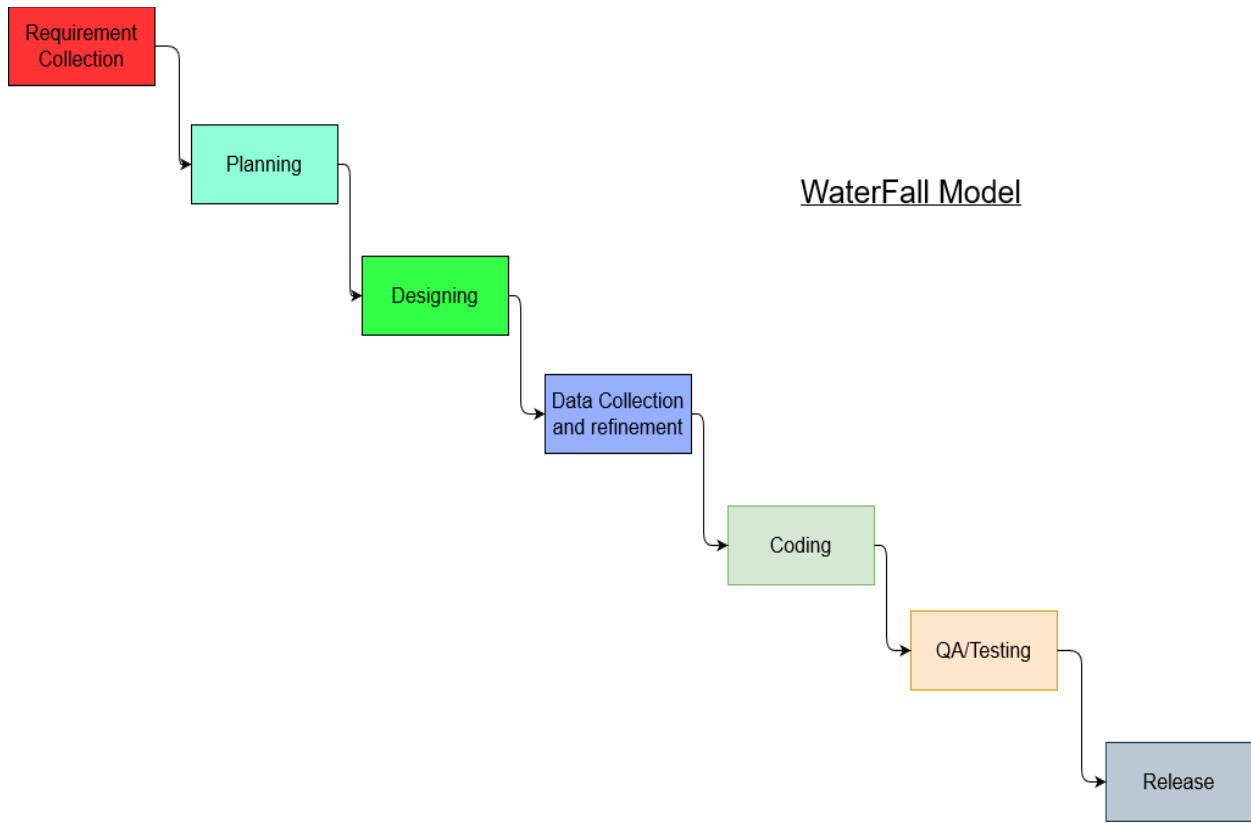 Requirement
Collection
Planning
WaterFall Model
Designing
Data Collection
and refinement
Coding
QA/Testing
Release